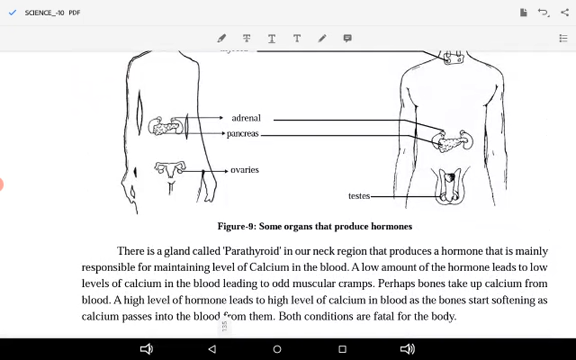 SCIENCE_-10 PDF
adrenal
pancreas
ovaries
testes
Figure-9: Some organs that produce hormones
There is a gland called 'Parathyroid' in our neck region that produces a hormone that is mainly
responsible for maintaining level of Calcium in the blood. A low amount of the hormone leads to low
levels of calcium in the blood leading to odd muscular cramps. Perhaps bones take up calcium from
blood. A high level of hormone leads to high level of calcium in blood as the bones start softening as
calcium passes into the blood from them. Both conditions are fatal for the body.
135